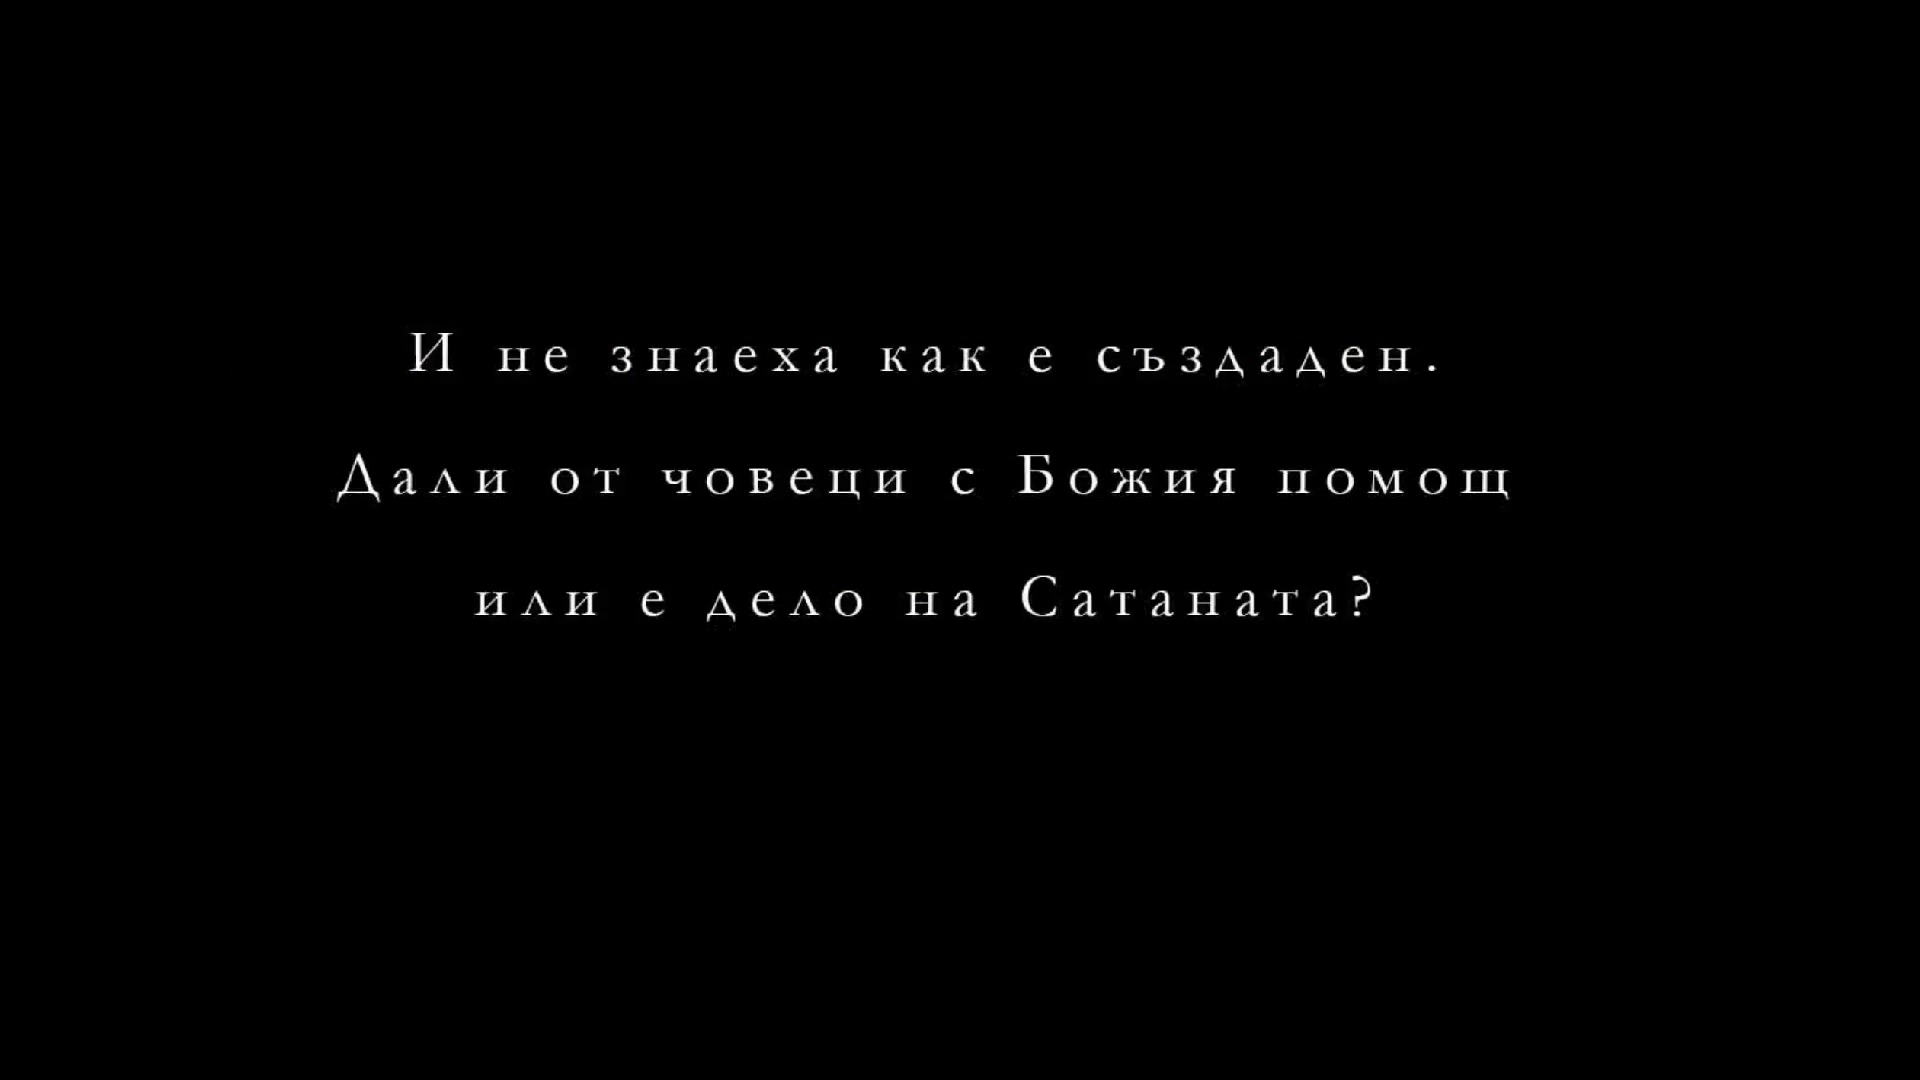 И не знаеха как е създаден.
Дали от човеци с Божия помощ
или е дело на Сатаната?